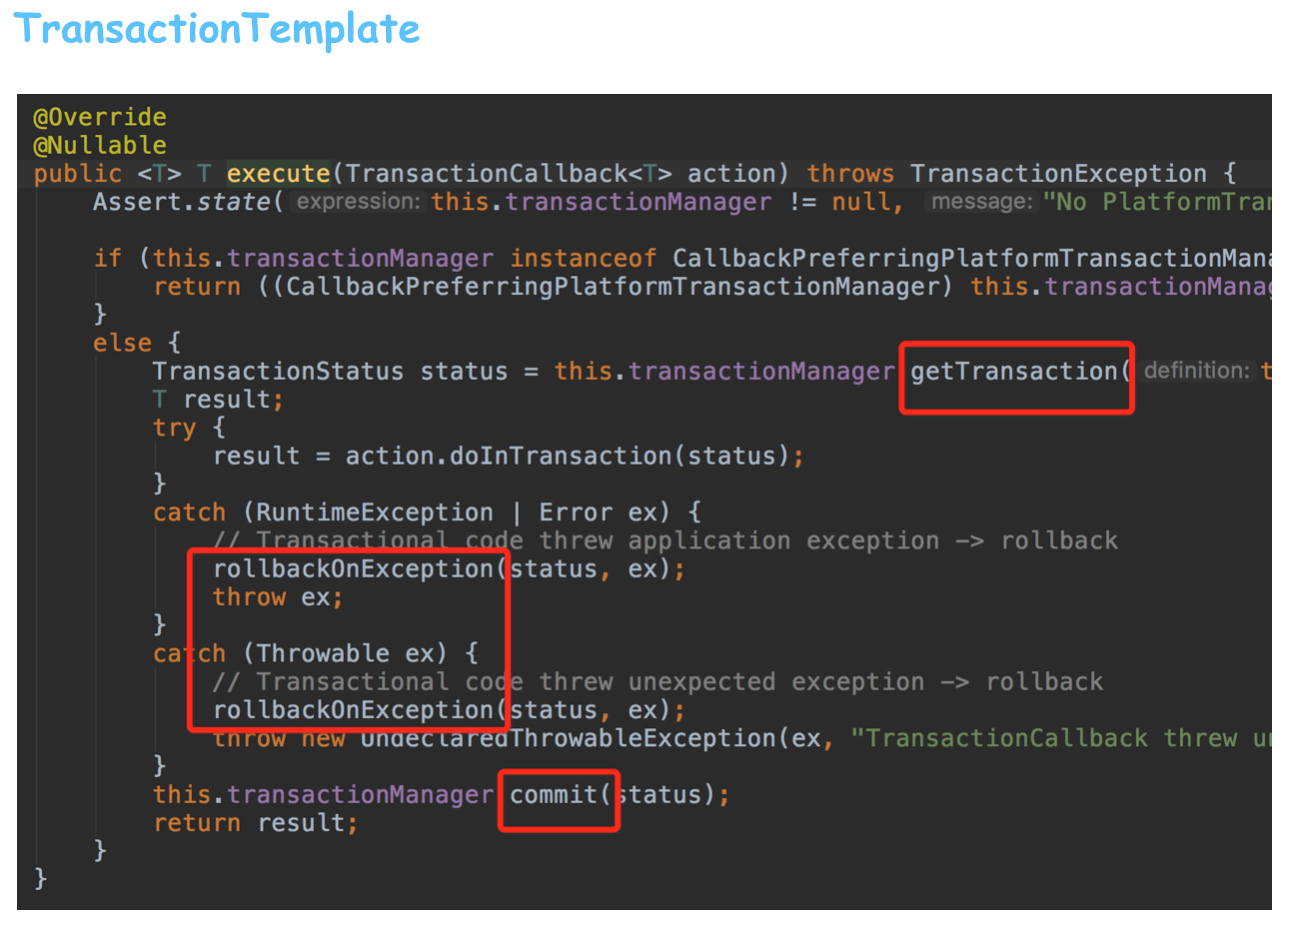 TransactionTemplate
@Override
@Nullable
public <T> T execute(TransactionCallback<T> action) throws TransactionException {
Assert.state( expression: this.transactionManager != null, message: "No PlatformTran
if (this.transactionManager instanceof CallbackPreferringPlatformTransactionMana
return ((CallbackPreferringPlatformTransactionManager) this.transactionManag
}
else {
TransactionStatus status = this.transactionManager getTransaction( definition: t
T result;
try {
result = action.doInTransaction(status);
}
catch (RuntimeException | Error ex) {
// Transactional code threw application exception -> rollback
rollbackOnException(status, ex);
throw ex;
}
catch (Throwable ex) {
// Transactional code threw unexpected exception -> rollback
rollbackOnException(status, ex);
throw new UndeclaredThrowableException(ex, "TransactionCallback threw un
}
this.transactionManager commit(status);
return result;
}
}